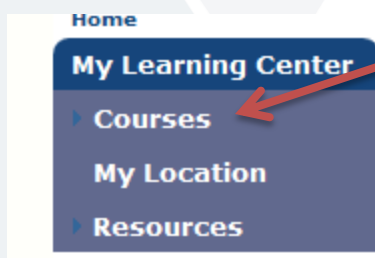 Home
My Learning Center
Courses
My Location
Resources